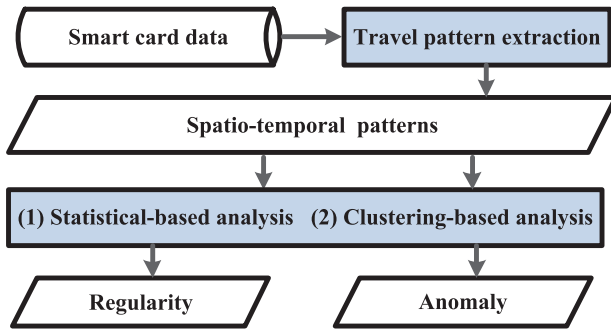 Smart card data
Travel pattern extraction
Spatio-temporal patterns
(1) Statistical-based analysis (2) Clustering-based analysis
Regularity
Anomaly